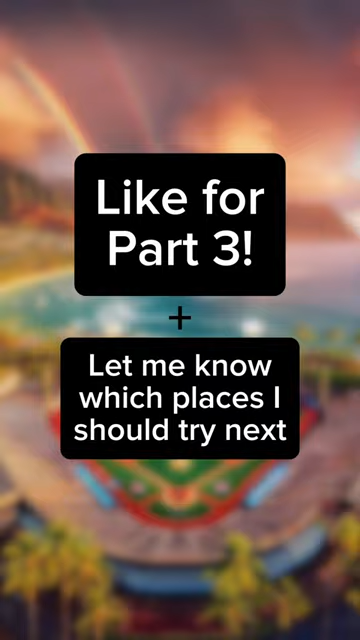 Like for
Part 3!
+
Let me know
which places I
should try next